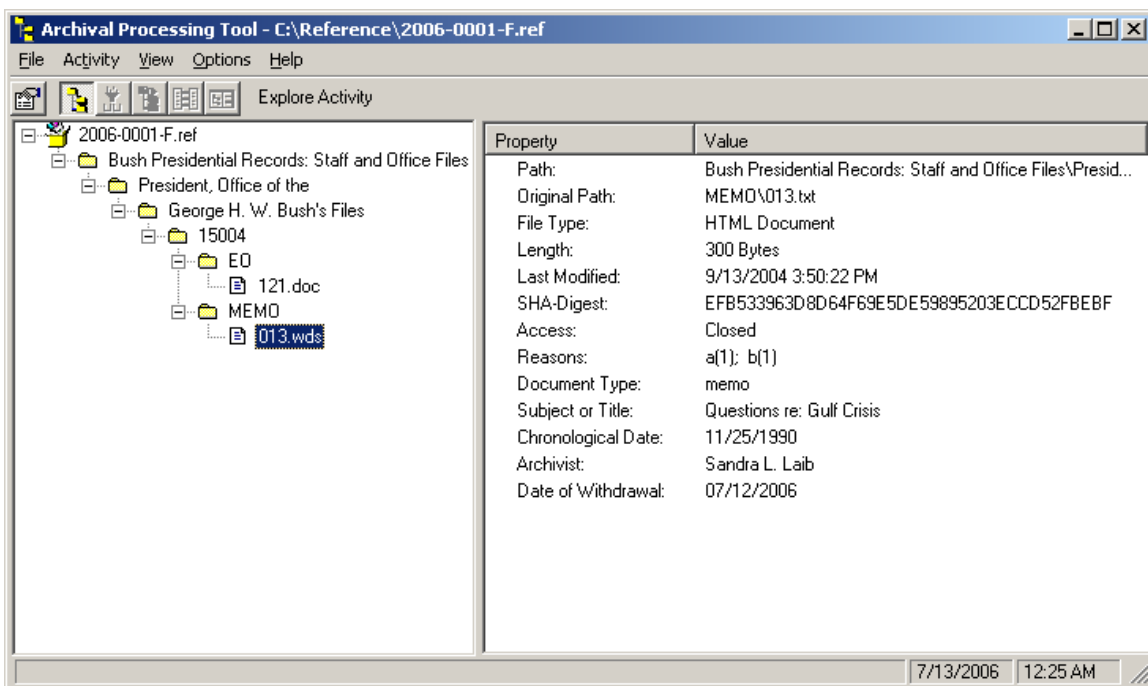 Archival Processing Tool - C:\Reference\2006-0001-F.ref
File Activity View Options Help
Explore Activity
2006-0001-F.ref
Bush Presidential Records: Staff and Office Files
President, Office of the
George H. W. Bush's Files
15004
EO
121.doc
MEMO
013.wds
Property Value
Path: Bush Presidential Records: Staff and Office Files\Presid...
Original Path: MEMO\013.txt
File Type: HTML Document
Length: 300 Bytes
Last Modified: 9/13/2004 3:50:22 PM
SHA-Digest: EFB533963D8D64F69E5DE59895203ECCD52FBEBF
Access: Closed
Reasons: a(1); b(1)
Document Type: memo
Subject or Title: Questions re: Gulf Crisis
Chronological Date: 11/25/1990
Archivist: Sandra L. Laib
Date of Withdrawal: 07/12/2006
7/13/2006 12:25 AM